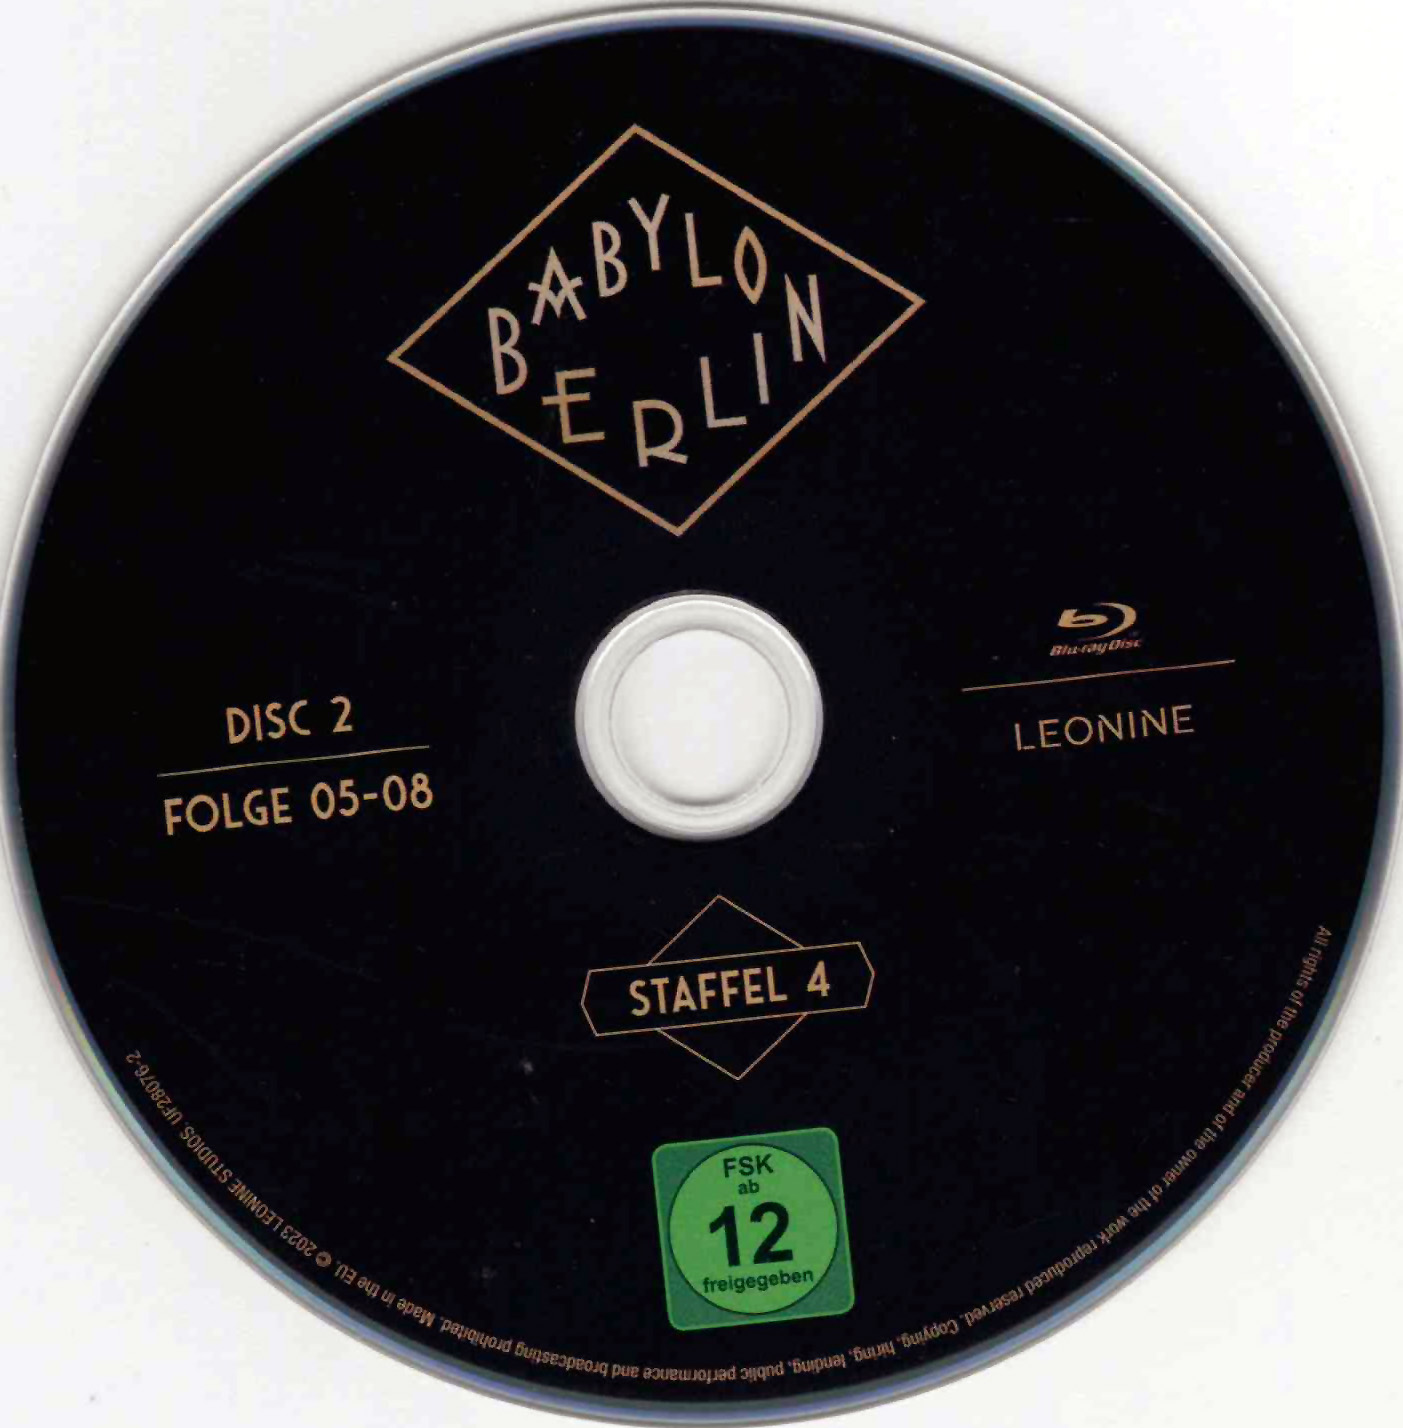 BABYLON
BERLIN
DISC 2
FOLGE 05-08
Blu-ray Disc
LEONINE
STAFFEL 4
FSK
ab
12
freigegeben
All rights of the producer and of the owner of the work reproduced reserved. Copying, hiring, lending, public performance and broadcasting prohibited. Made in the EU. © 2023 LEONINE STUDIOS. UF28076-2